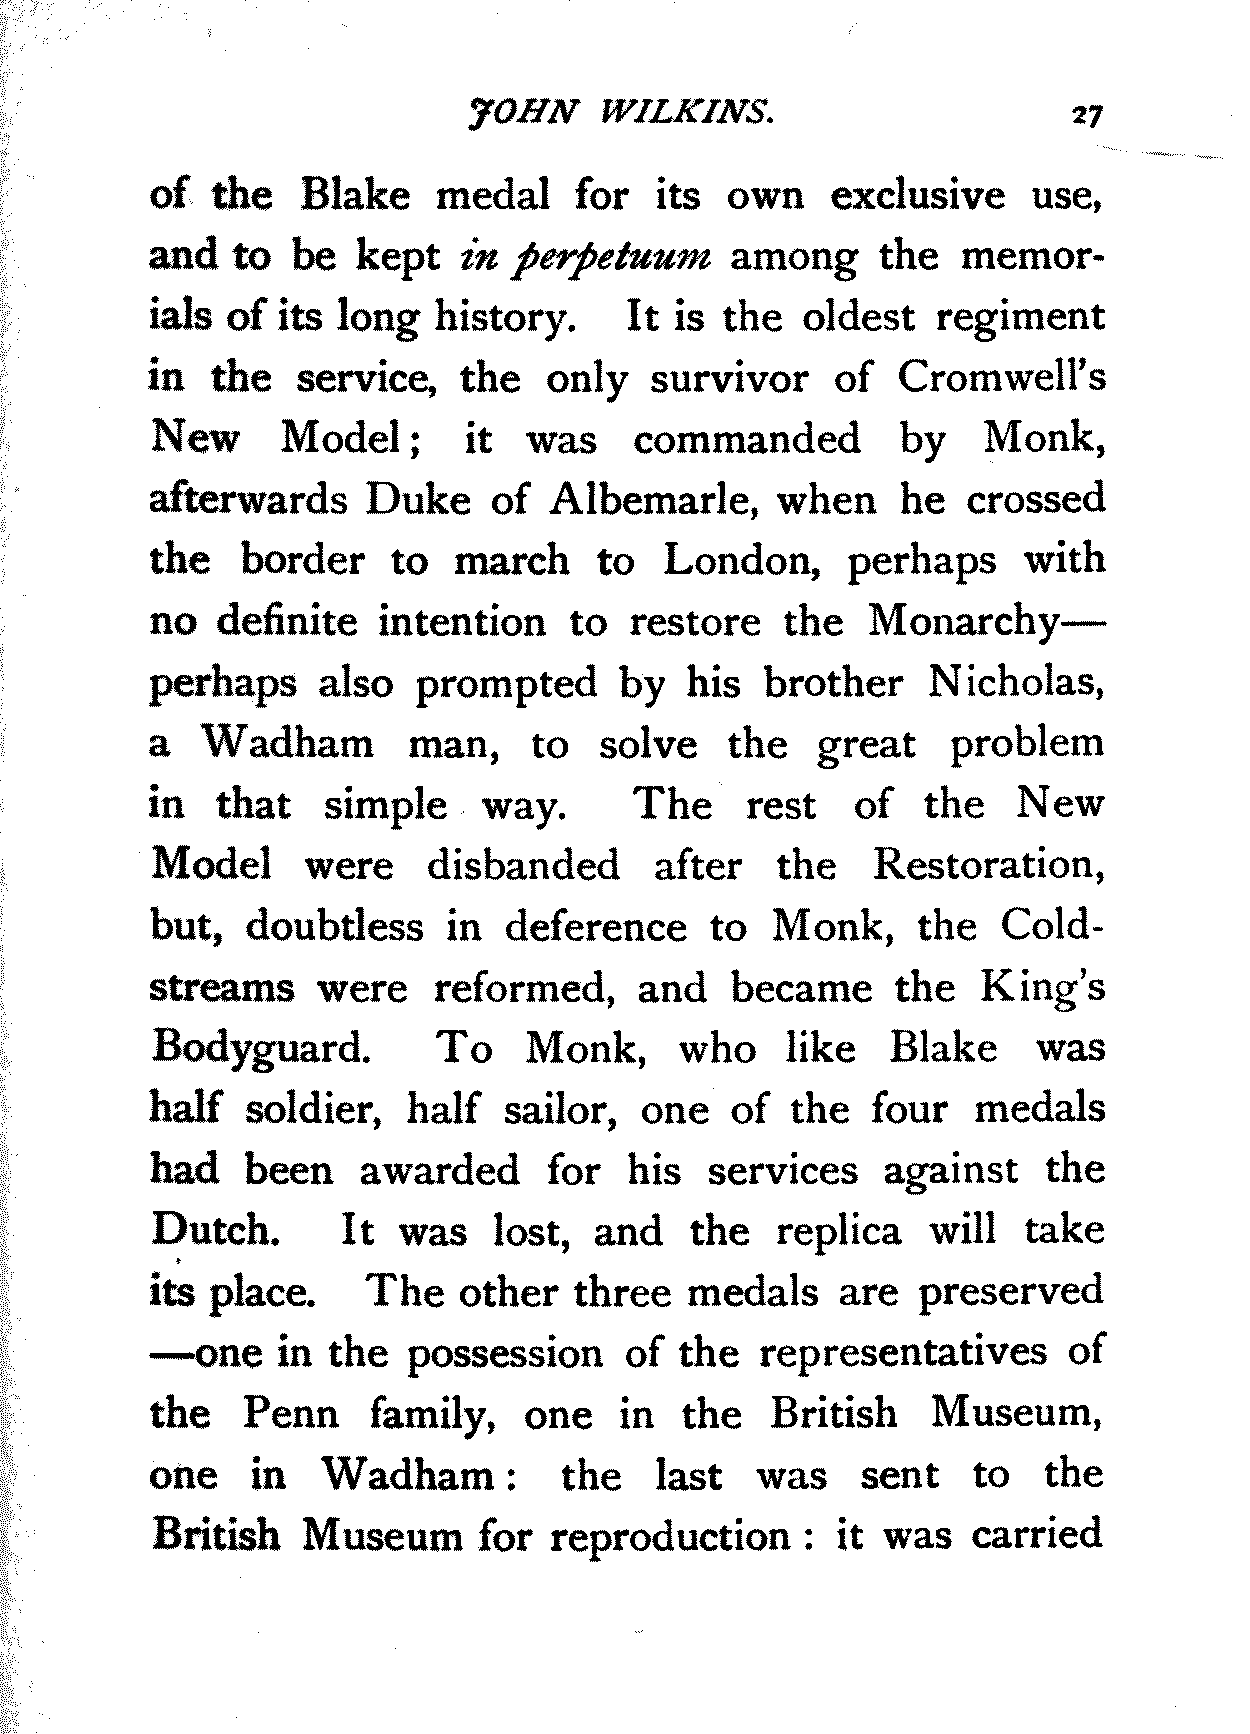 JOHN WILKINS. 27
of the Blake medal for its own exclusive use,
and to be kept in perpetuum among the memor-
ials of its long history. It is the oldest regiment
in the service, the only survivor of Cromwell's
New Model; it was commanded by Monk,
afterwards Duke of Albemarle, when he crossed
the border to march to London, perhaps with
no definite intention to restore the Monarchy—
perhaps also prompted by his brother Nicholas,
a Wadham man, to solve the great problem
in that simple way. The rest of the New
Model were disbanded after the Restoration,
but, doubtless in deference to Monk, the Cold-
streams were reformed, and became the King's
Bodyguard. To Monk, who like Blake was
half soldier, half sailor, one of the four medals
had been awarded for his services against the
Dutch. It was lost, and the replica will take
its place. The other three medals are preserved
—one in the possession of the representatives of
the Penn family, one in the British Museum,
one in Wadham: the last was sent to the
British Museum for reproduction: it was carried